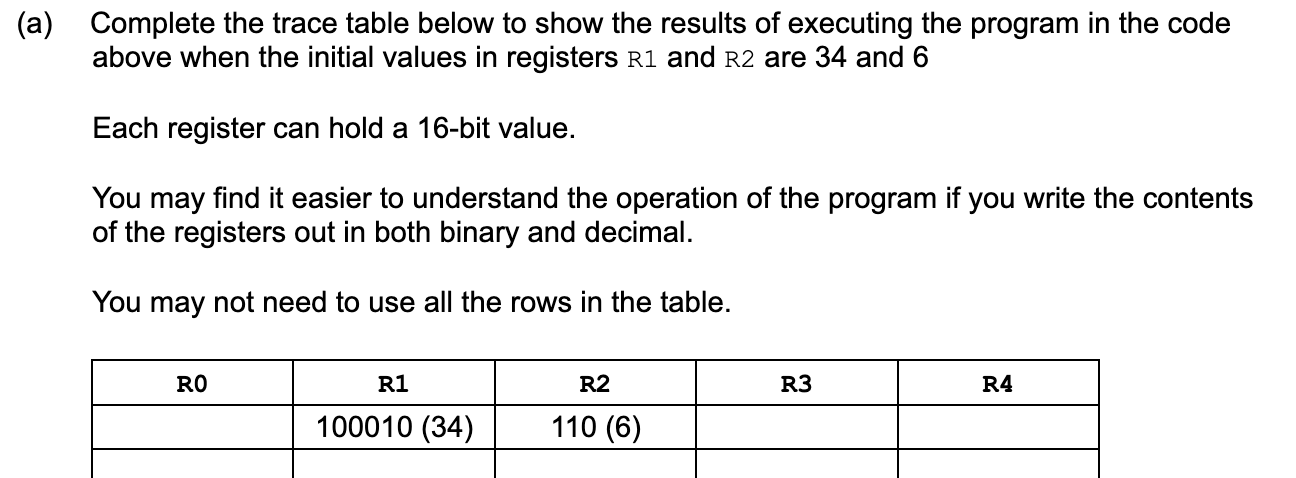 (a) Complete the trace table below to show the results of executing the program in the code
above when the initial values in registers R1 and R2 are 34 and 6
Each register can hold a 16-bit value.
You may find it easier to understand the operation of the program if you write the contents
of the registers out in both binary and decimal.
You may not need to use all the rows in the table.
R0 R1 R2 R3 R4
100010 (34) 110 (6)